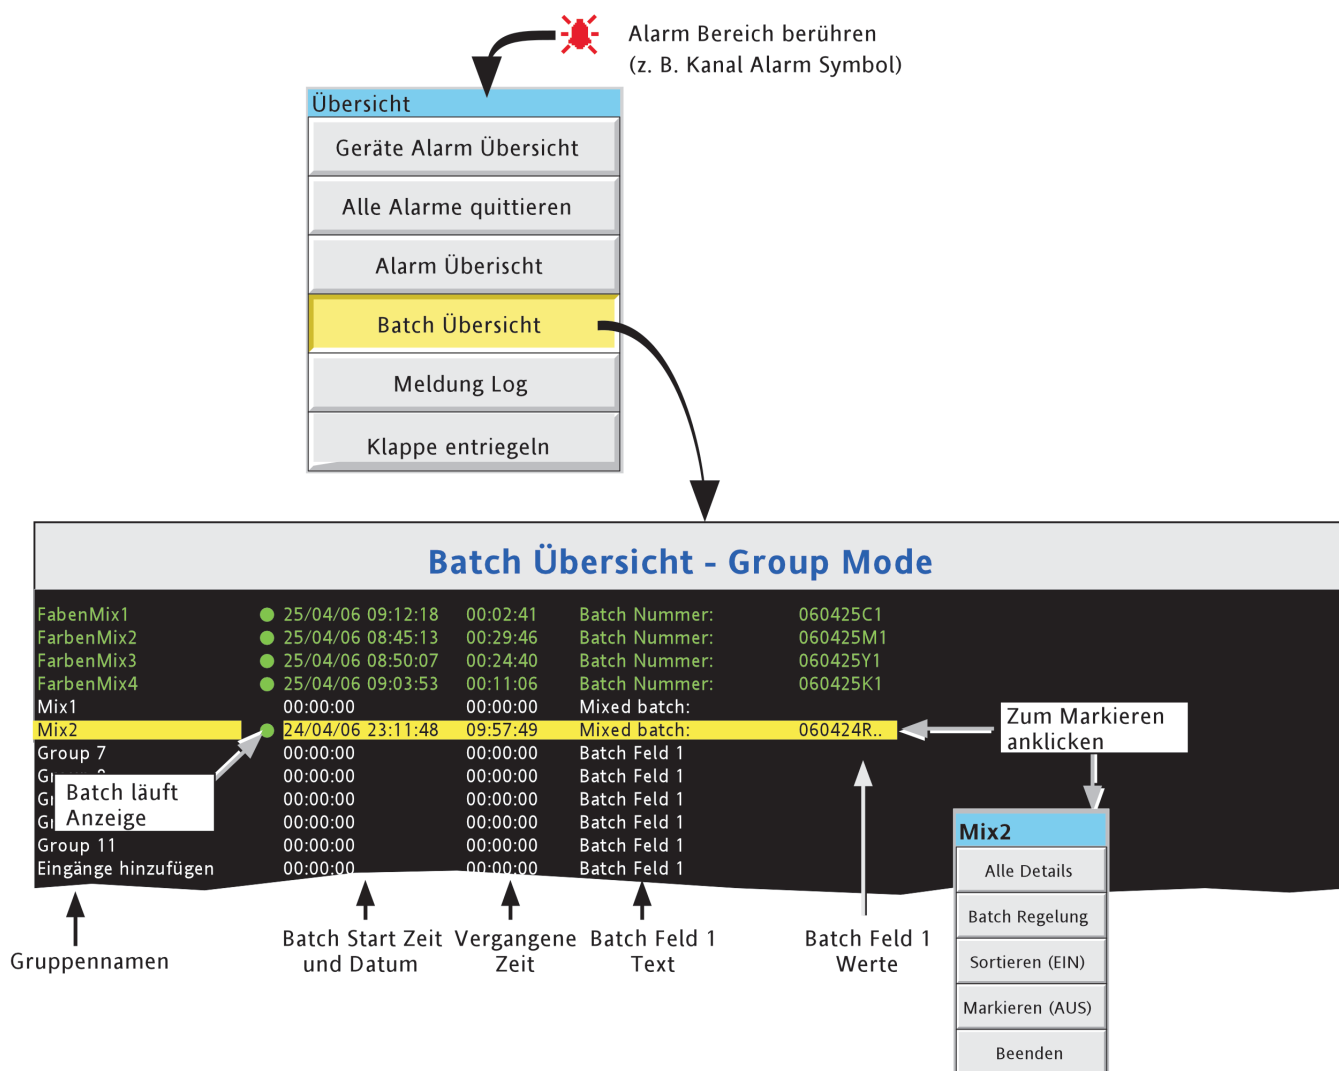 Alarm Bereich berühren
(z. B. Kanal Alarm Symbol)
Übersicht
Geräte Alarm Übersicht
Alle Alarme quittieren
Alarm Überischt
Batch Übersicht
Meldung Log
Klappe entriegeln
Batch Übersicht - Group Mode
FabenMix1 25/04/06 09:12:18 00:02:41 Batch Nummer: 060425C1
FarbenMix2 25/04/06 08:45:13 00:29:46 Batch Nummer: 060425M1
FarbenMix3 25/04/06 08:50:07 00:24:40 Batch Nummer: 060425Y1
FarbenMix4 25/04/06 09:03:53 00:11:06 Batch Nummer: 060425K1
Mix1 00:00:00 00:00:00 Mixed batch:
Mix2 24/04/06 23:11:48 09:57:49 Mixed batch: 060424R..
Group 7 00:00:00 00:00:00 Batch Feld 1
00:00:00 00:00:00 Batch Feld 1
00:00:00 00:00:00 Batch Feld 1
00:00:00 00:00:00 Batch Feld 1
Group 11 00:00:00 00:00:00 Batch Feld 1
Eingänge hinzufügen 00:00:00 00:00:00 Batch Feld 1
Zum Markieren
anklicken
Batch läuft
Anzeige
Mix2
Alle Details
Batch Regelung
Sortieren (EIN)
Markieren (AUS)
Beenden
Gruppennamen
Batch Start Zeit
und Datum
Vergangene
Zeit
Batch Feld 1
Text
Batch Feld 1
Werte